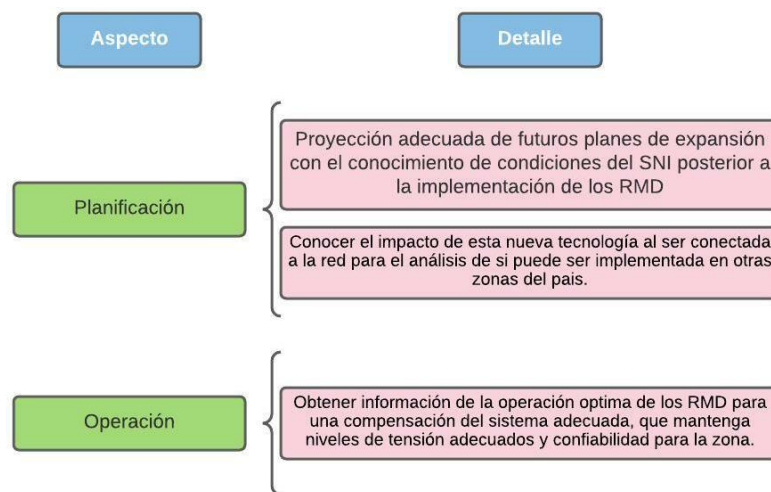 Aspecto
Detalle
Planificación
Proyección adecuada de futuros planes de expansión
con el conocimiento de condiciones del SNI posterior a
la implementación de los RMD
Conocer el impacto de esta nueva tecnología al ser conectada
a la red para el análisis de si puede ser implementada en otras
zonas del pais.
Operación
Obtener información de la operación optima de los RMD para
una compensación del sistema adecuada, que mantenga
niveles de tensión adecuados y confiabilidad para la zona.